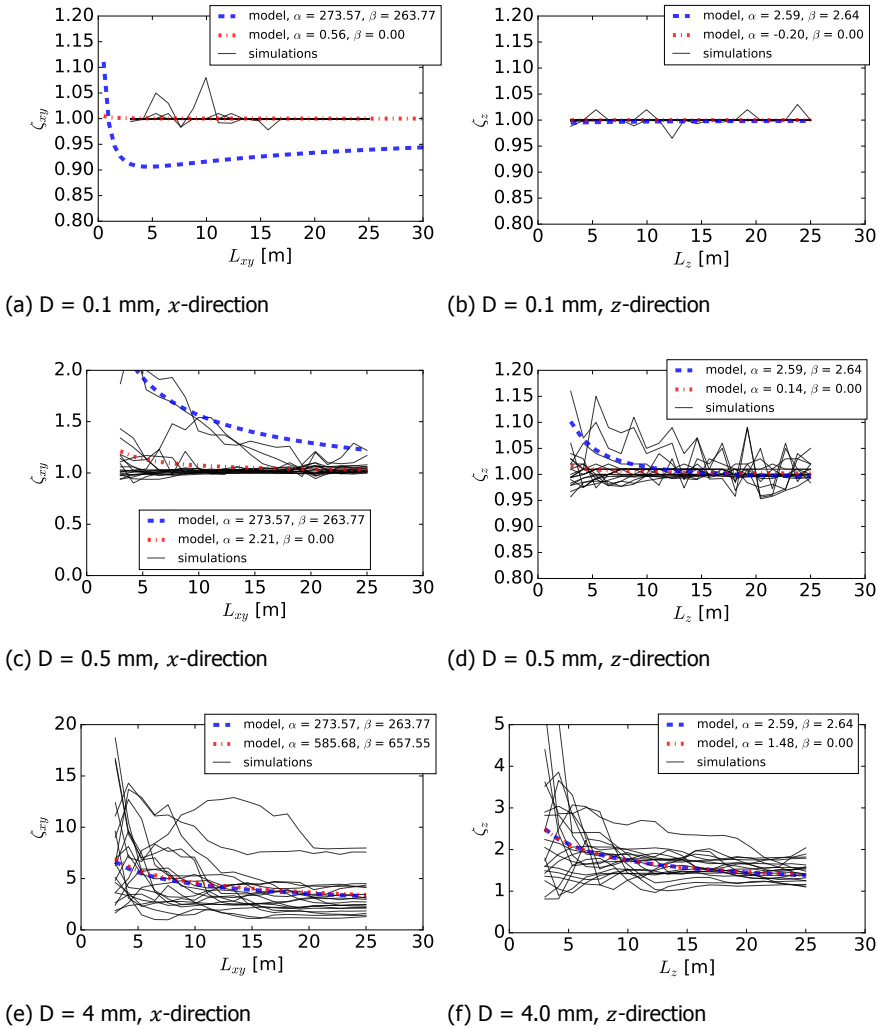 1.20
1.15
1.10
1.05
1.00
0.95
0.90
0.85
0.80
ζxy
0 5 10 15 20 25 30
Lxy [m]
model, α = 273.57, β = 263.77
model, α = 0.56, β = 0.00
simulations
(a) D = 0.1 mm, x-direction
1.20
1.15
1.10
1.05
1.00
0.95
0.90
0.85
0.80
ζz
0 5 10 15 20 25 30
Lz [m]
model, α = 2.59, β = 2.64
model, α = -0.20, β = 0.00
simulations
(b) D = 0.1 mm, z-direction
2.0
1.5
1.0
0.5
0.0
ζxy
0 5 10 15 20 25 30
Lxy [m]
model, α = 273.57, β = 263.77
model, α = 2.21, β = 0.00
simulations
(c) D = 0.5 mm, x-direction
1.20
1.15
1.10
1.05
1.00
0.95
0.90
0.85
0.80
ζz
0 5 10 15 20 25 30
Lz [m]
model, α = 2.59, β = 2.64
model, α = 0.14, β = 0.00
simulations
(d) D = 0.5 mm, z-direction
20
15
10
5
0
ζxy
0 5 10 15 20 25 30
Lxy [m]
model, α = 273.57, β = 263.77
model, α = 585.68, β = 657.55
simulations
(e) D = 4 mm, x-direction
5
4
3
2
1
0
ζz
0 5 10 15 20 25 30
Lz [m]
model, α = 2.59, β = 2.64
model, α = 1.48, β = 0.00
simulations
(f) D = 4.0 mm, z-direction